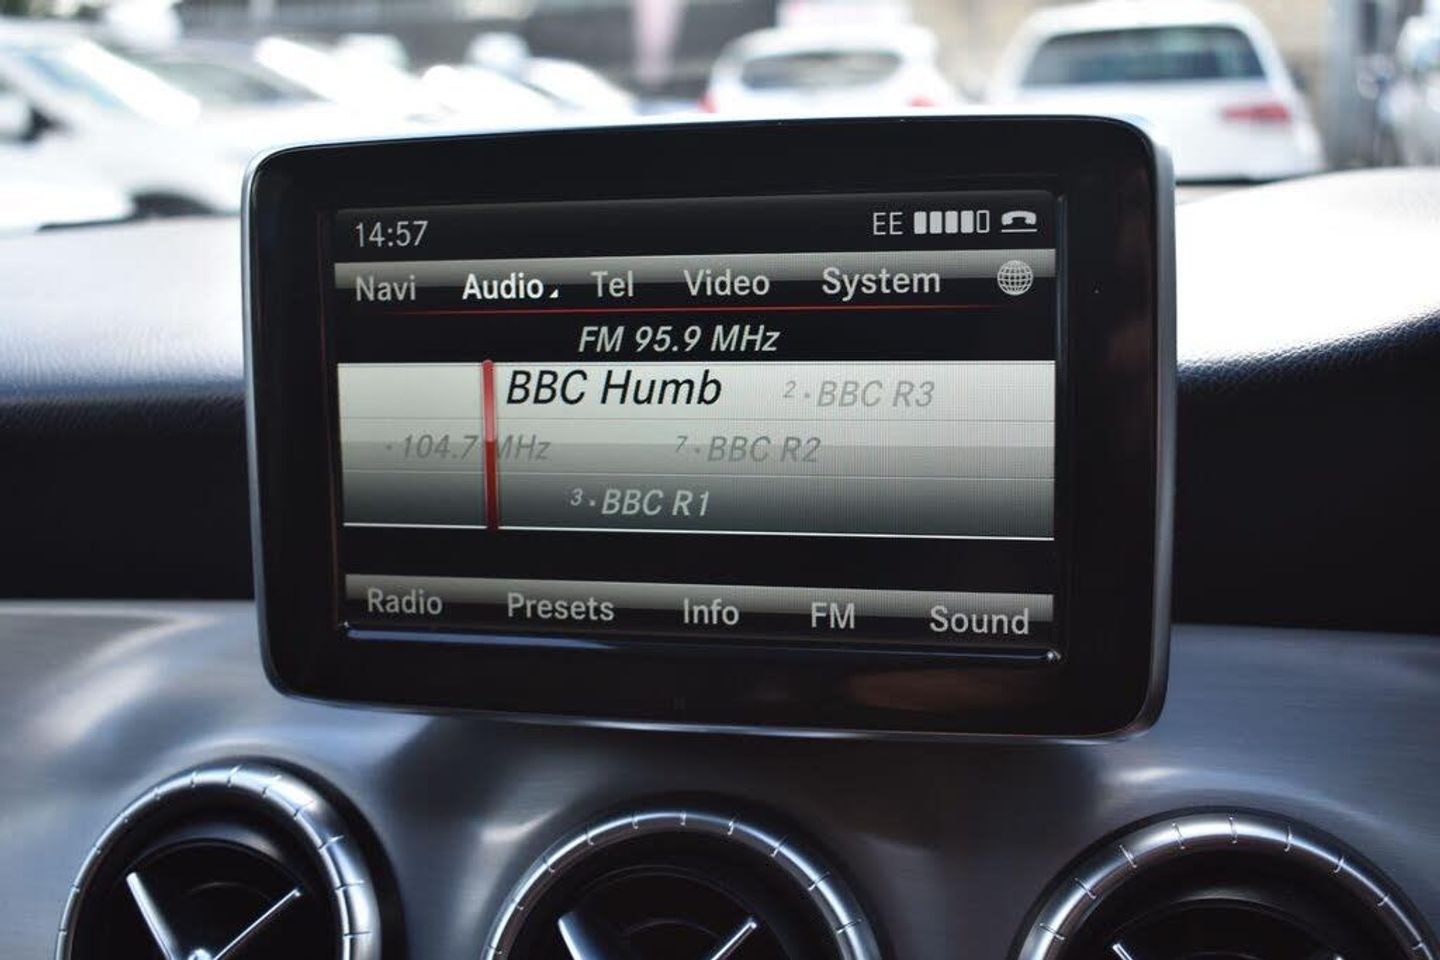 14:57 EE
Navi Audio Tel Video System
FM 95.9 MHz
BBC Humb 2·BBC R3
·104.7 MHz 7·BBC R2
3·BBC R1
Radio Presets Info FM Sound